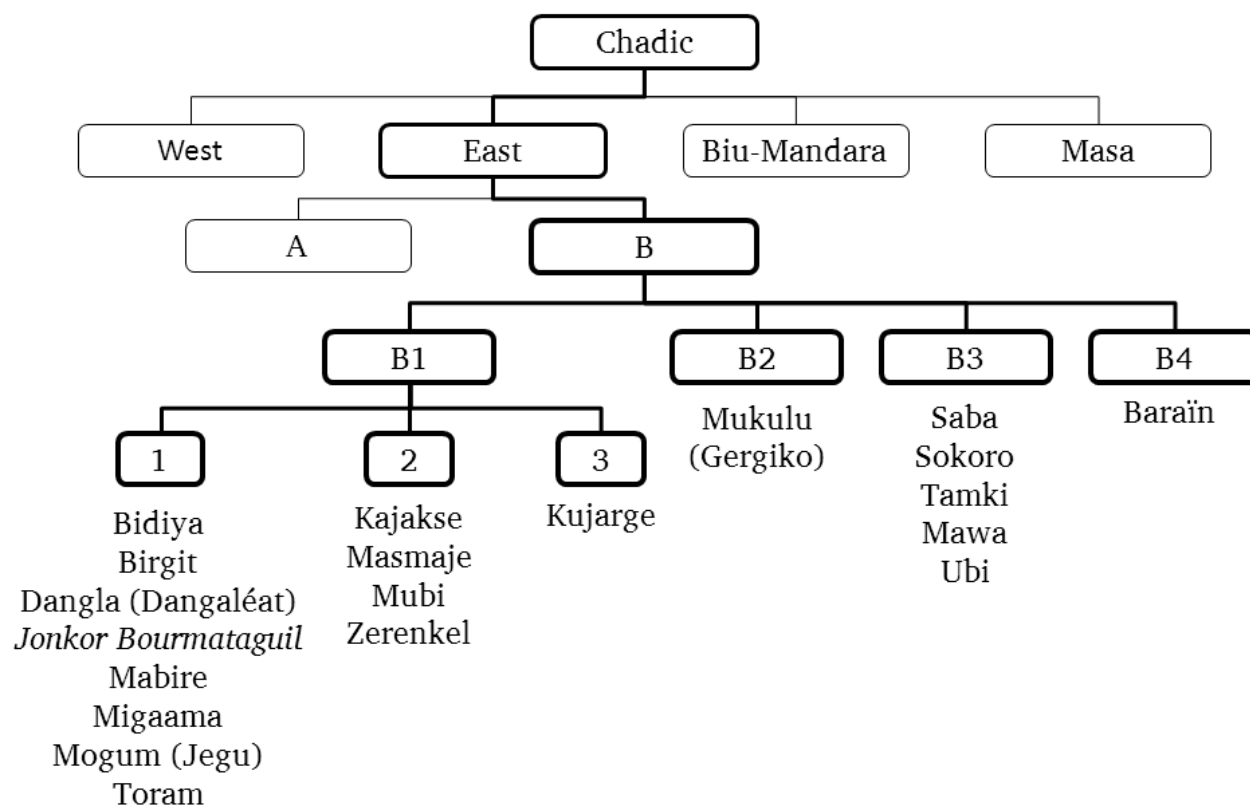 Chadic
West
East
Biu-Mandara
Masa
A
B
B1
B2
B3
B4
1
2
3
Mukulu
(Gergiko)
Saba
Sokoro
Tamki
Mawa
Ubi
Baraïn
Bidiya
Birgit
Dangla (Dangaléat)
Jonkor Bourmataguil
Mabire
Migaama
Mogum (Jegu)
Toram
Kajakse
Masmaje
Mubi
Zerenkel
Kujarge